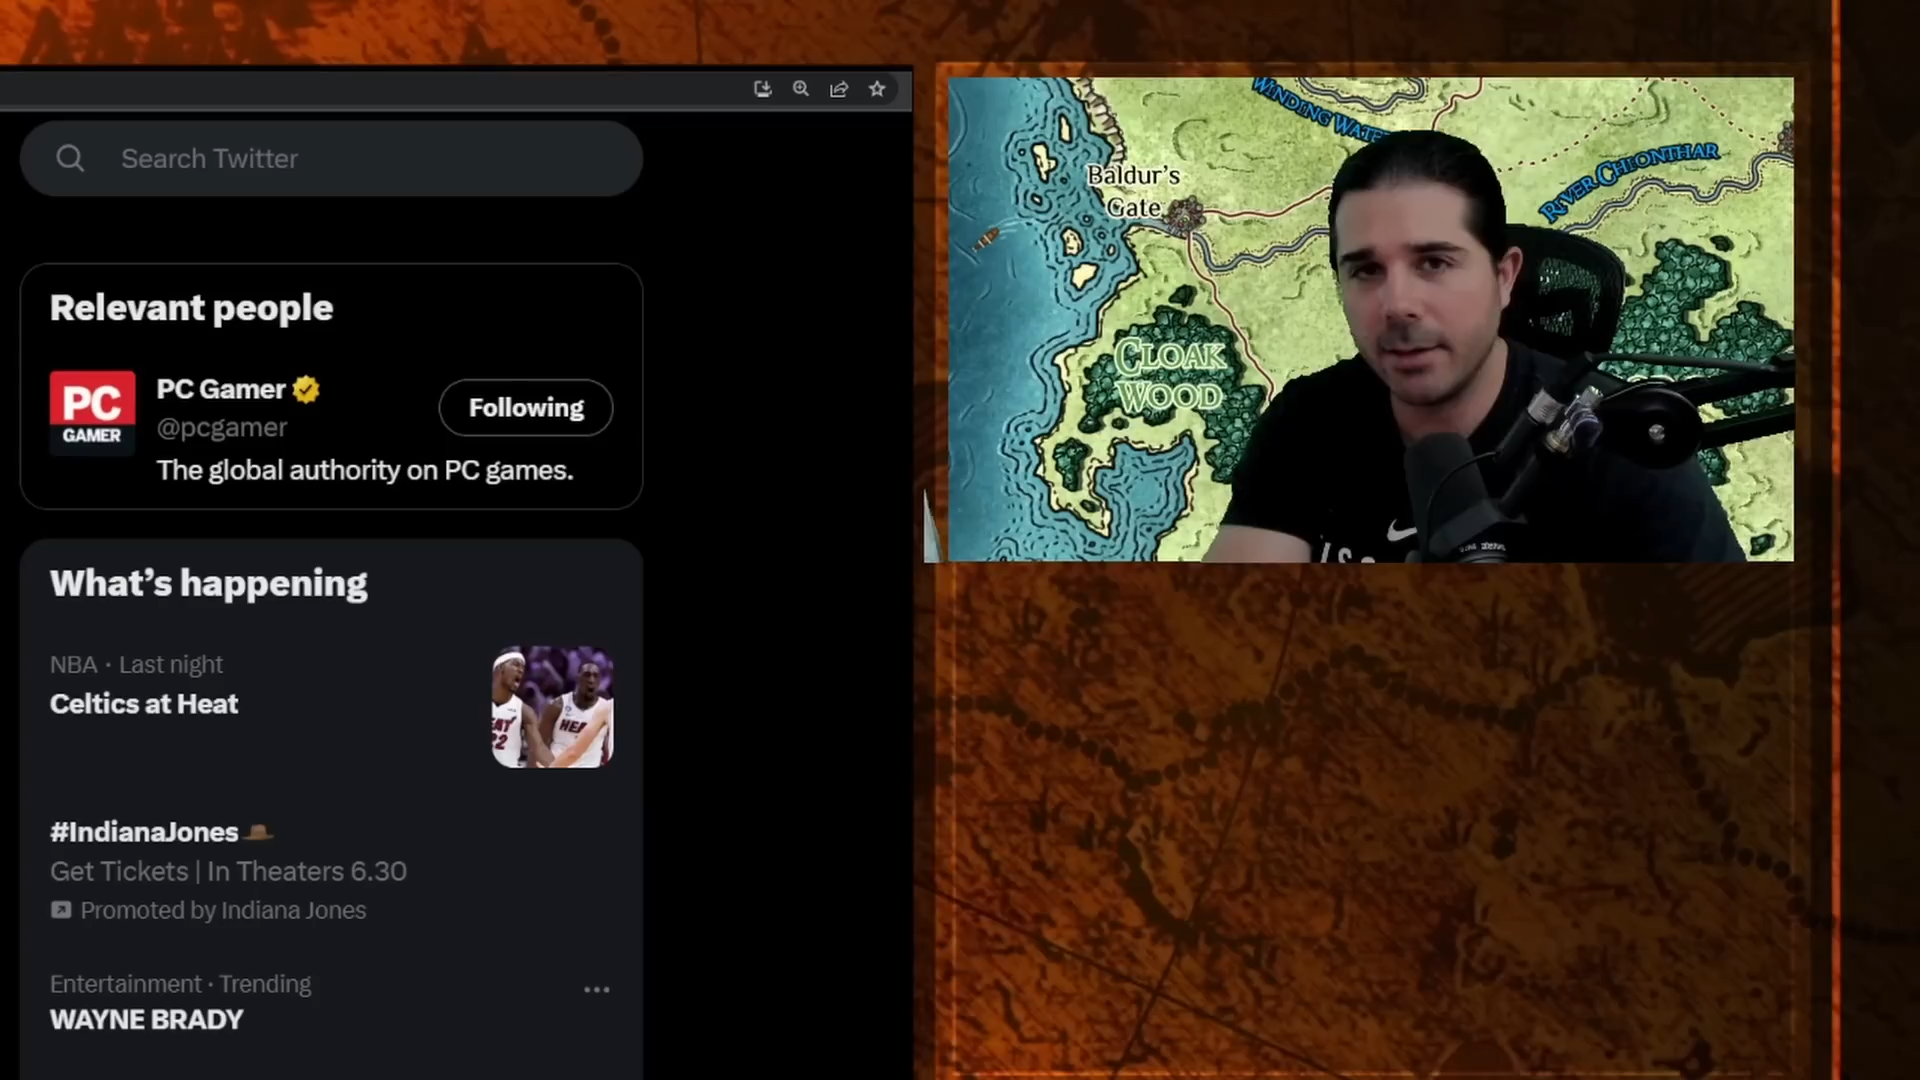 Search Twitter
Relevant people
PC
GAMER
PC Gamer
Following
@pcgamer
The global authority on PC games.
What's happening
NBA · Last night
Celtics at Heat
#IndianaJones
Get Tickets | In Theaters 6.30
Promoted by Indiana Jones
Entertainment · Trending
WAYNE BRADY
WINDING WATER
Baldur's
Gate
RIVER CHIONTHAR
CLOAK
WOOD